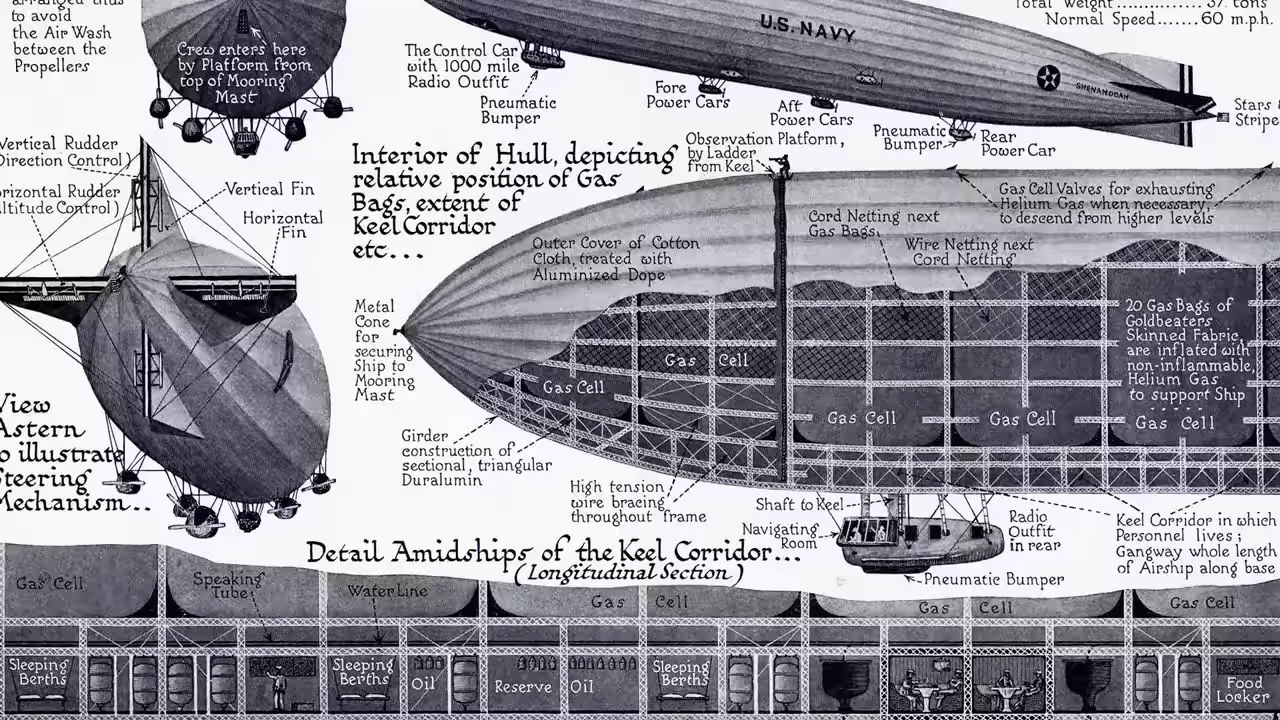 arranged thus
to avoid
the Air Wash
between the
Propellers
Crew enters here
by Platform from
top of Mooring
Mast
The Control Car
with 1000 mile
Radio Outfit
Pneumatic
Bumper
U.S. NAVY
Fore
Power Cars
Aft
Power Cars
Pneumatic
Bumper
Rear
Power Car
SHENANDOAH
Total Weight........... 37 tons
Normal Speed....... 60 m.p.h.
Stars &
Stripes
Vertical Rudder
(Direction Control)
Horizontal Rudder
(Altitude Control)
Vertical Fin
Horizontal
Fin
View
Astern
to illustrate
Steering
Mechanism..
Interior of Hull, depicting
relative position of Gas
Bags, extent of
Keel Corridor
etc...
Observation Platform,
by Ladder
from Keel
Gas Cell Valves for exhausting
Helium Gas when necessary,
to descend from higher levels
Outer Cover of Cotton
Cloth, treated with
Aluminized Dope
Cord Netting next
Gas Bags
Wire Netting next
Cord Netting
Metal
Cone
for
securing
Ship to
Mooring
Mast
20 Gas Bags of
Goldbeaters
Skinned Fabric,
are inflated with
non-inflammable,
Helium Gas
to support Ship
Gas Cell
Gas Cell
Gas Cell
Gas Cell
Gas Cell
Girder
construction of
sectional, triangular
Duralumin
High tension
wire bracing
throughout frame
Shaft to Keel
Navigating
Room
Radio
Outfit
in rear
Pneumatic Bumper
Keel Corridor in which
Personnel lives;
Gangway whole length
of Airship along base
Detail Amidships of the Keel Corridor...
(Longitudinal Section)
Gas Cell
Speaking
Tube
Water Line
Gas Cell
Gas Cell
Gas Cell
Sleeping
Berths
Sleeping
Berths
Oil
Reserve Oil
Sleeping
Berths
Food
Locker